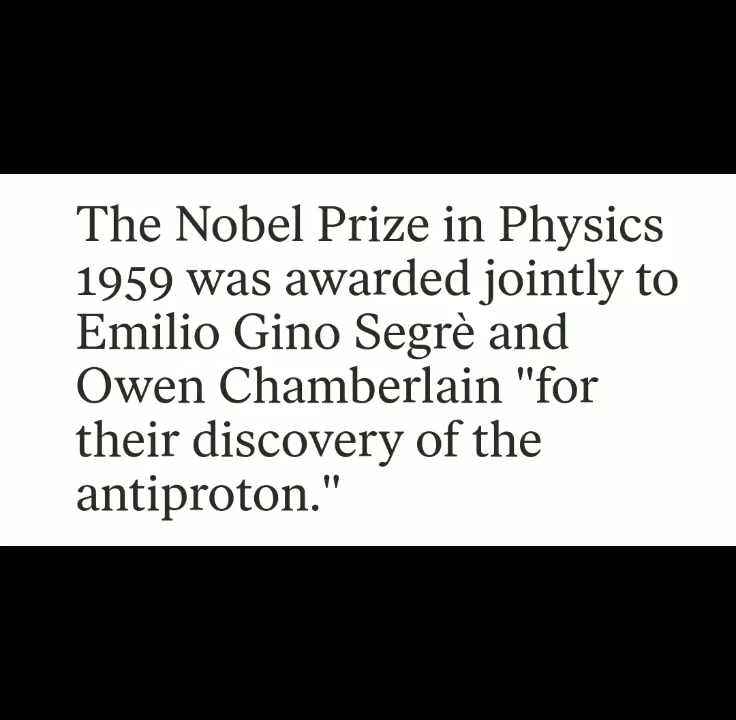 The Nobel Prize in Physics
1959 was awarded jointly to
Emilio Gino Segrè and
Owen Chamberlain "for
their discovery of the
antiproton."